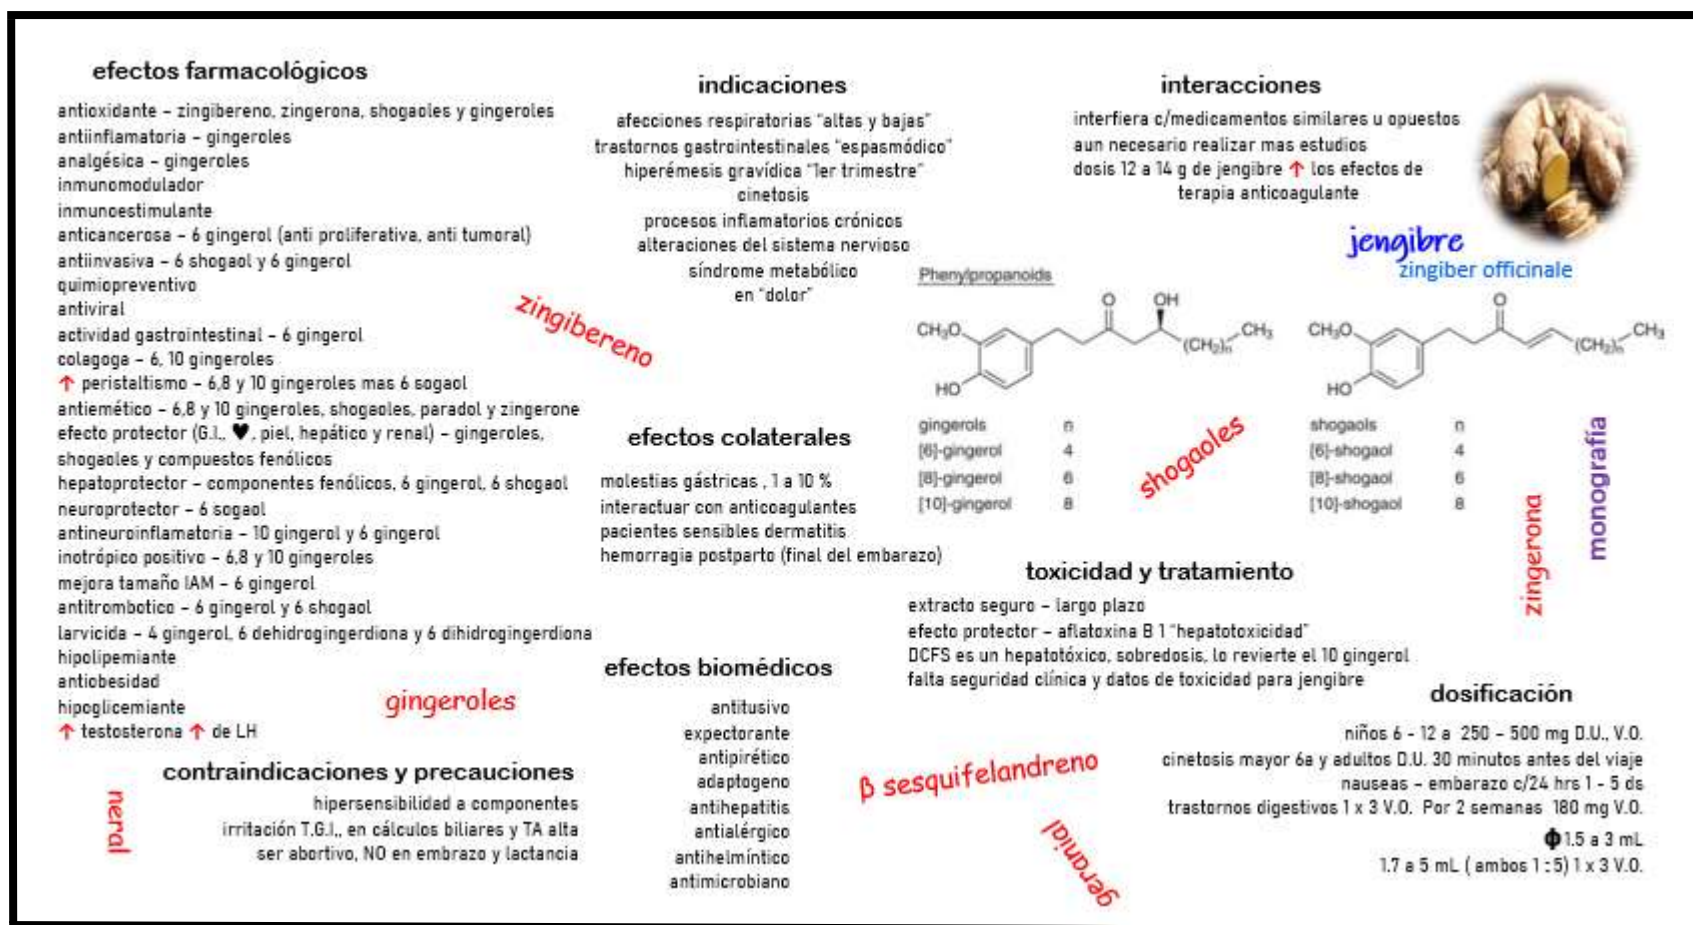 efectos farmacológicos
antioxidante – zingibereno, zingerona, shogaoles y gingeroles
antiinflamatoria – gingeroles
analgésica – gingeroles
inmunomodulador
inmunoestimulante
anticancerosa – 6 gingerol (anti proliferativa, anti tumoral)
antiinvasiva – 6 shogaol y 6 gingerol
quimiopreventivo
antiviral
actividad gastrointestinal – 6 gingerol
colagoga – 6, 10 gingeroles
↑ peristaltismo – 6,8 y 10 gingeroles mas 6 sogaol
antiemético – 6,8 y 10 gingeroles, shogaoles, paradol y zingerone
efecto protector (G.I., ♥, piel, hepático y renal) – gingeroles,
shogaoles y compuestos fenólicos
hepatoprotector – componentes fenólicos, 6 gingerol, 6 shogaol
neuroprotector – 6 sogaol
antineuroinflamatoria – 10 gingerol y 6 gingerol
inotrópico positivo – 6,8 y 10 gingeroles
mejora tamaño IAM – 6 gingerol
antitrombotico – 6 gingerol y 6 shogaol
larvicida – 4 gingerol, 6 dehidrogingerdiona y 6 dihidrogingerdiona
hipolipemiante
antiobesidad
hipoglicemiante
↑ testosterona ↑ de LH
gingeroles
zingibereno
contraindicaciones y precauciones
hipersensibilidad a componentes
irritación T.G.I,, en cálculos biliares y TA alta
ser abortivo, NO en embrazo y lactancia
neral
indicaciones
afecciones respiratorias "altas y bajas"
trastornos gastrointestinales "espasmódico"
hiperémesis gravídica "1er trimestre"
cinetosis
procesos inflamatorios crónicos
alteraciones del sistema nervioso
síndrome metabólico
en "dolor"
efectos colaterales
molestias gástricas , 1 a 10 %
interactuar con anticoagulantes
pacientes sensibles dermatitis
hemorragia postparto (final del embarazo)
efectos biomédicos
antitusivo
expectorante
antipirético
adaptogeno
antihepatitis
antialérgico
antihelmíntico
antimicrobiano
interacciones
interfiera c/medicamentos similares u opuestos
aun necesario realizar mas estudios
dosis 12 a 14 g de jengibre ↑ los efectos de
terapia anticoagulante
jengibre
zingiber officinale
Phenylpropanoids
O OH
CH₃O
(CH₂)ₙ CH₃
HO
gingerols n
[6]-gingerol 4
[8]-gingerol 6
[10]-gingerol 8
O
CH₃O
(CH₂)ₙ CH₃
HO
shogaols n
[6]-shogaol 4
[8]-shogaol 6
[10]-shogaol 8
shogaoles
zingerona
monografía
toxicidad y tratamiento
extracto seguro – largo plazo
efecto protector – aflatoxina B 1 "hepatotoxicidad"
DCFS es un hepatotóxico, sobredosis, lo revierte el 10 gingerol
falta seguridad clínica y datos de toxicidad para jengibre
β sesquifelandreno
geranial
dosificación
niños 6 - 12 a 250 – 500 mg D.U., V.O.
cinetosis mayor 6a y adultos D.U. 30 minutos antes del viaje
nauseas – embarazo c/24 hrs 1 - 5 ds
trastornos digestivos 1 x 3 V.O. Por 2 semanas 180 mg V.O.
ф 1.5 a 3 mL
1.7 a 5 mL ( ambos 1 : 5) 1 x 3 V.O.